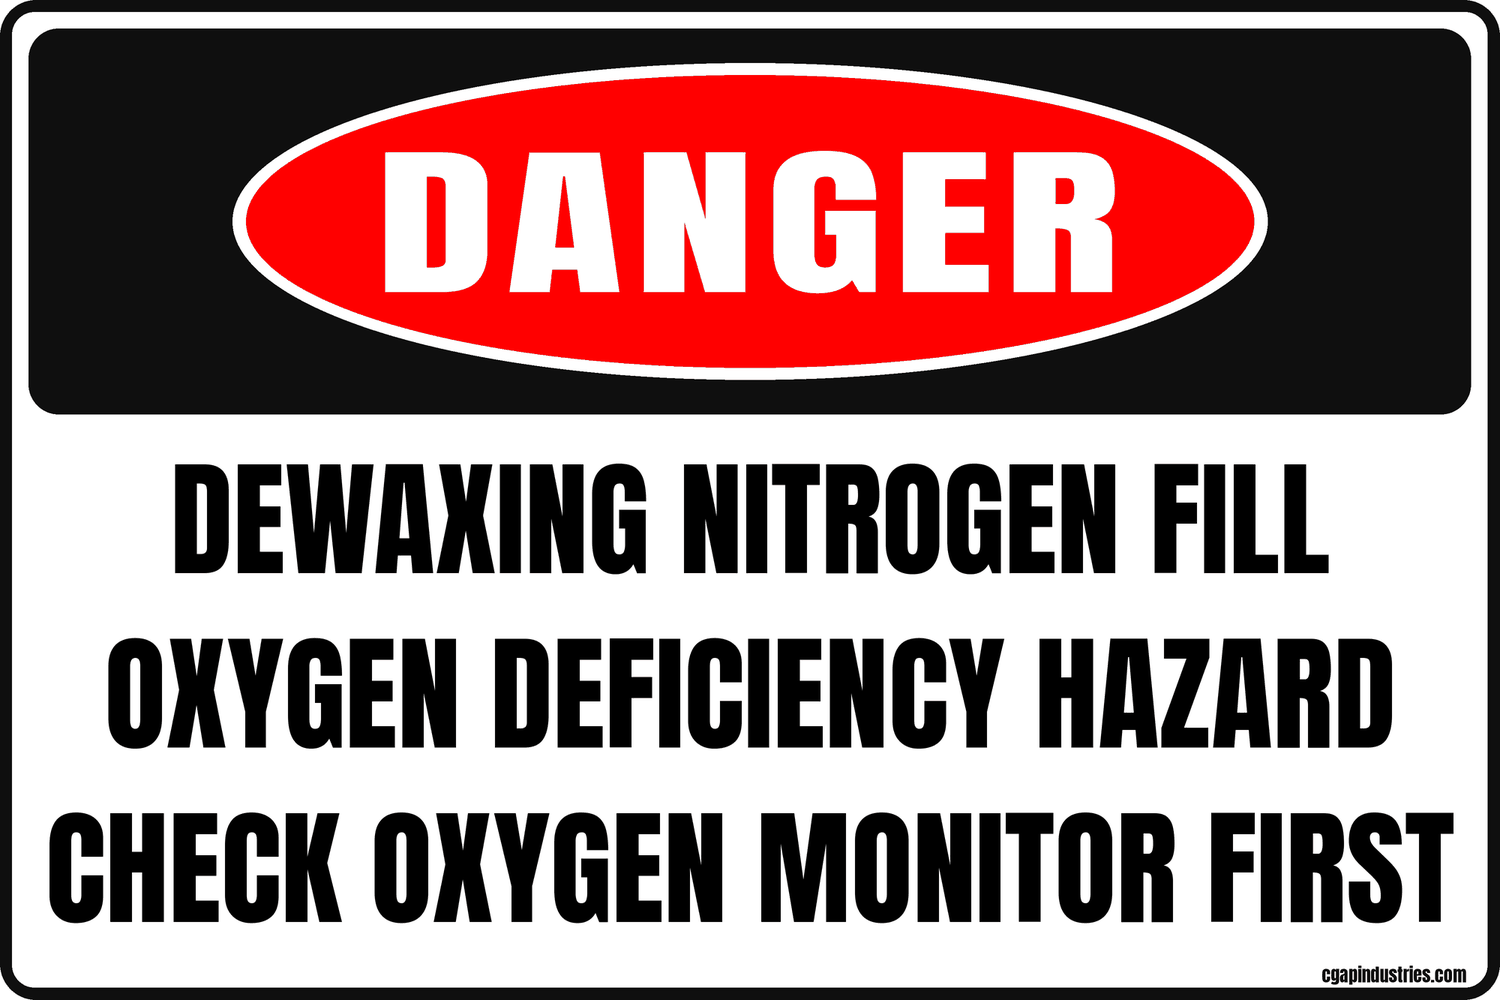 DANGER
DEWAXING NITROGEN FILL
OXYGEN DEFICIENCY HAZARD
CHECK OXYGEN MONITOR FIRST
cgapindustries.com